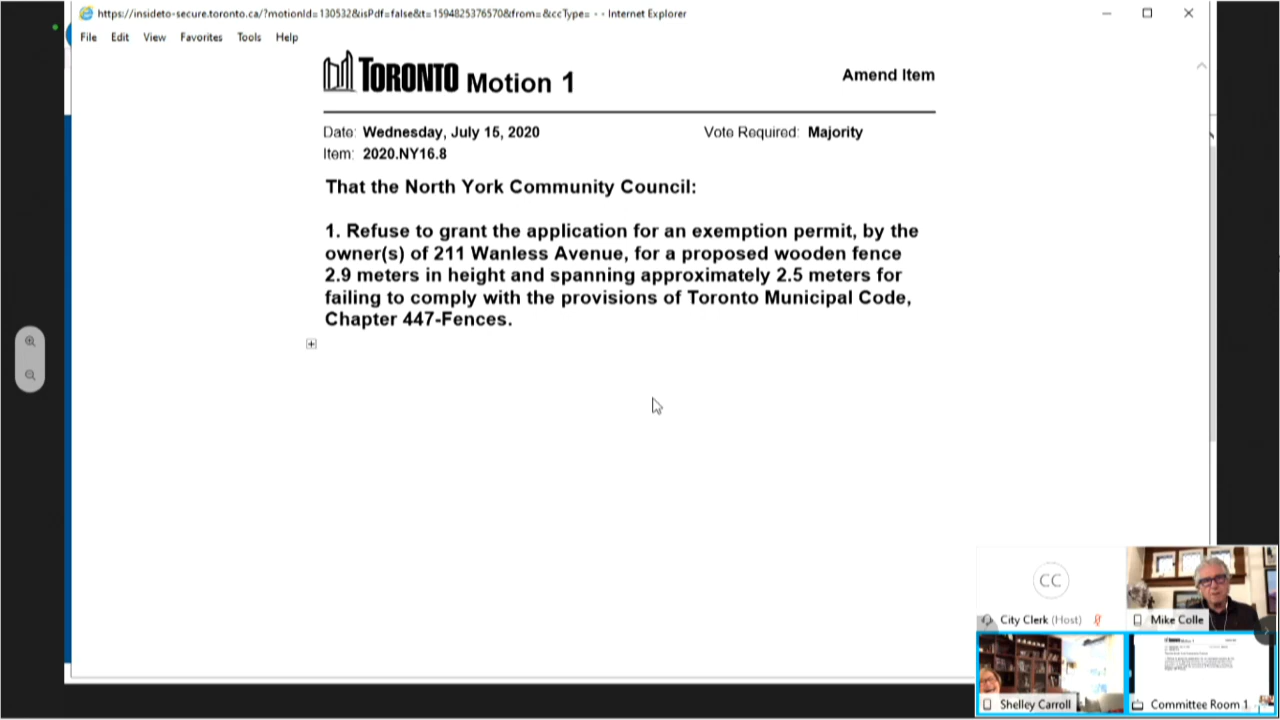 https://insideto-secure.toronto.ca/?motionId=130532&isPdf=false&t=1594825376570&from=&ccType= - - Internet Explorer
File Edit View Favorites Tools Help
TORONTO Motion 1
Amend Item
Date: Wednesday, July 15, 2020
Vote Required: Majority
Item: 2020.NY16.8
That the North York Community Council:
1. Refuse to grant the application for an exemption permit, by the
owner(s) of 211 Wanless Avenue, for a proposed wooden fence
2.9 meters in height and spanning approximately 2.5 meters for
failing to comply with the provisions of Toronto Municipal Code,
Chapter 447-Fences.
CC
City Clerk (Host)
Mike Colle
Shelley Carroll
Committee Room 1